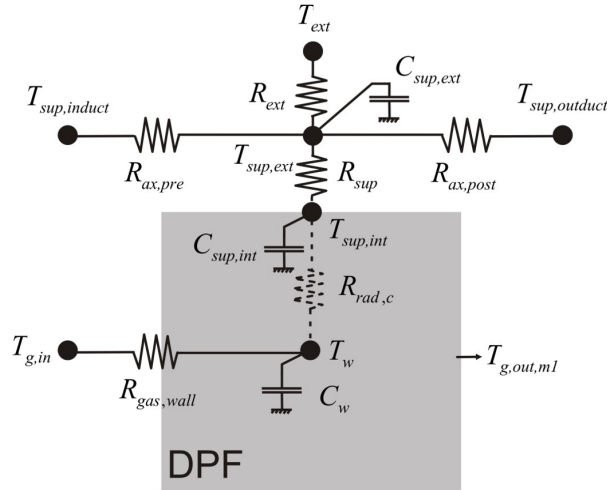 T_ext
C_sup,ext
T_sup,induct
R_ext
T_sup,outduct
R_ax,pre
T_sup,ext
R_sup
R_ax,post
C_sup,int
T_sup,int
R_rad,c
T_g,in
T_w
T_g,out,m1
R_gas,wall
C_w
DPF